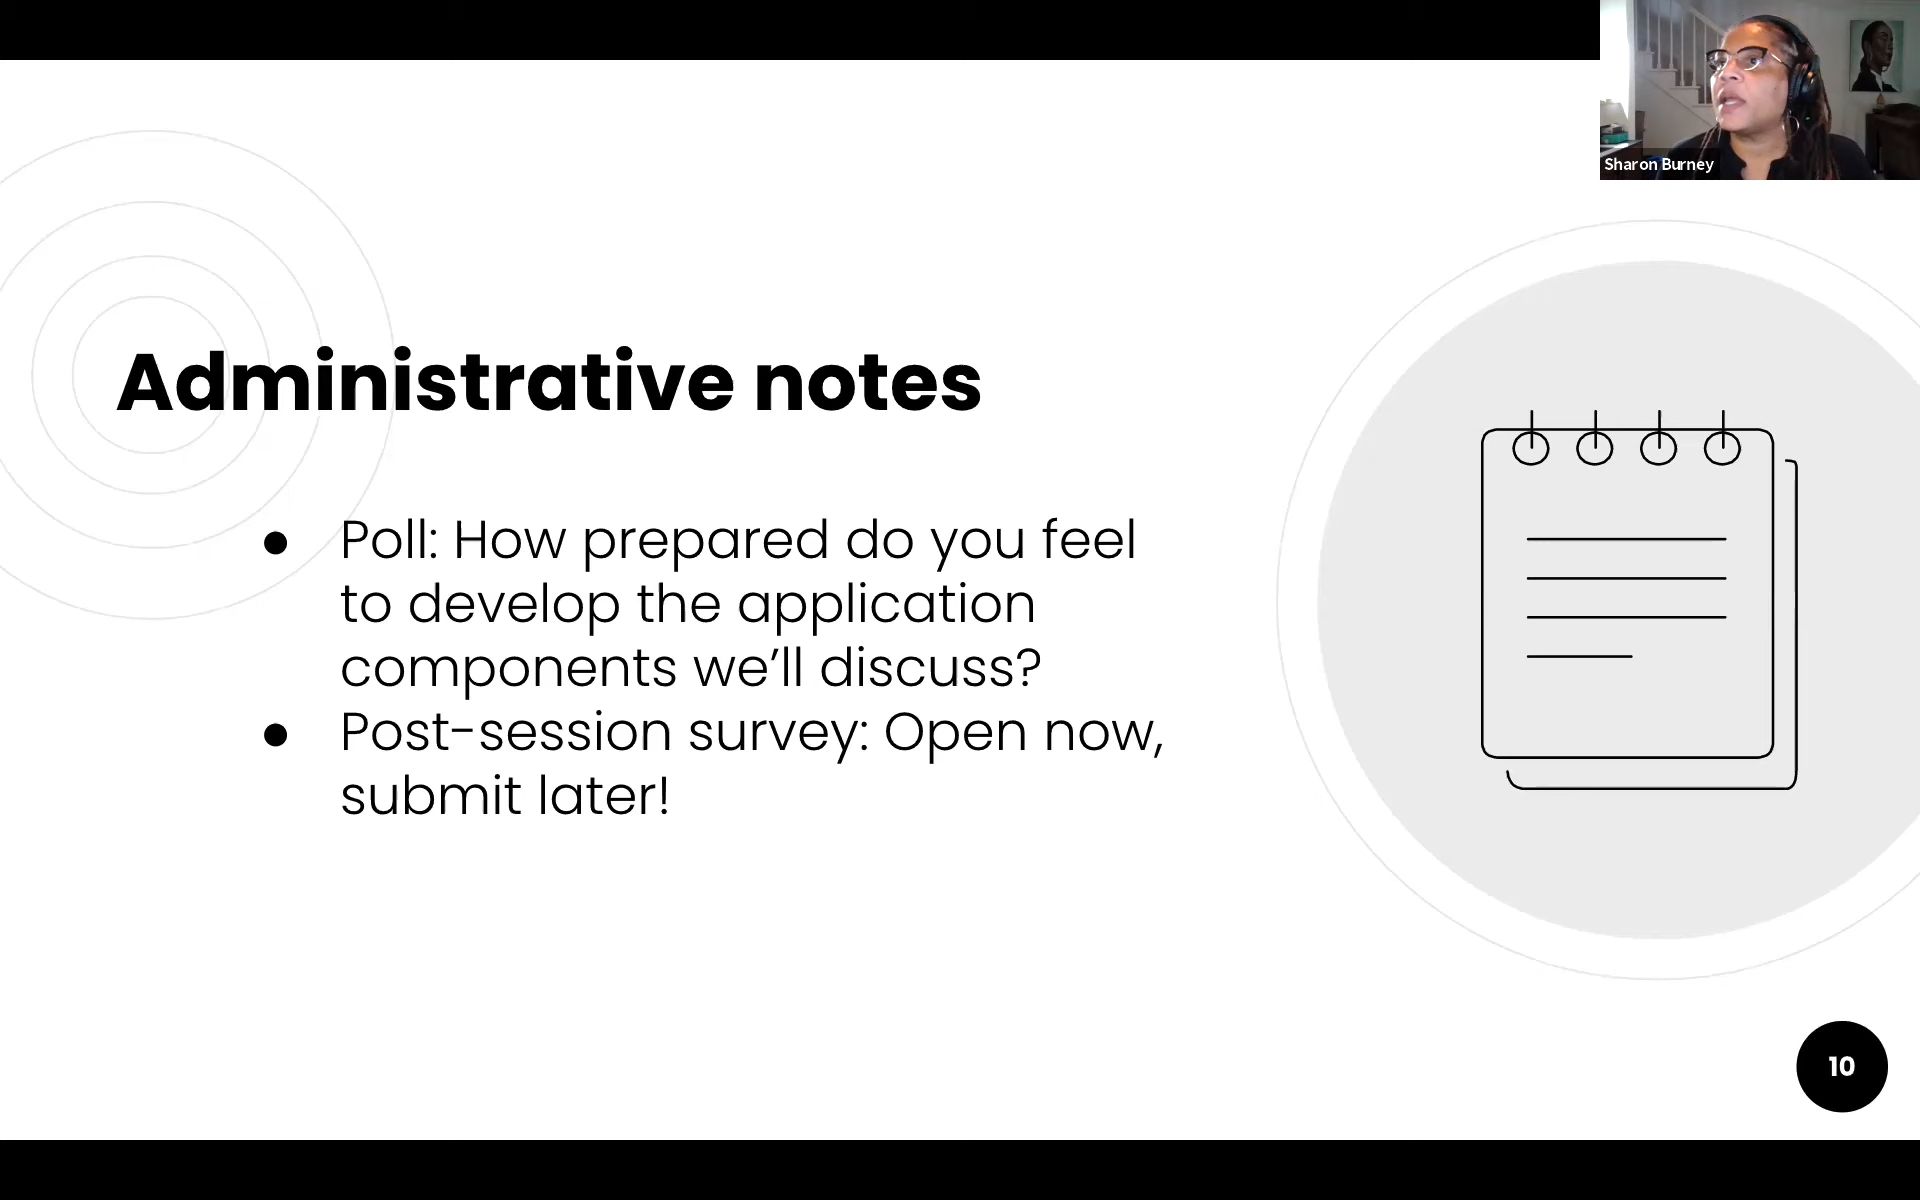 Sharon Burney
Administrative notes
● Poll: How prepared do you feel
to develop the application
components we’ll discuss?
● Post-session survey: Open now,
submit later!
10